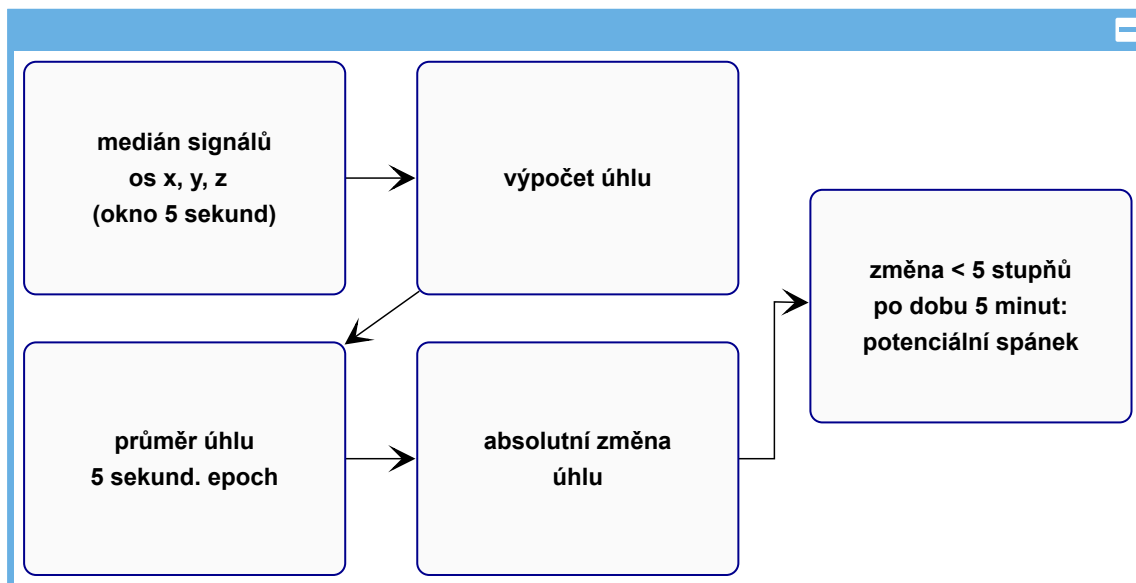 medián signálů
os x, y, z
(okno 5 sekund)
výpočet úhlu
průměr úhlu
5 sekund. epoch
absolutní změna
úhlu
změna < 5 stupňů
po dobu 5 minut:
potenciální spánek